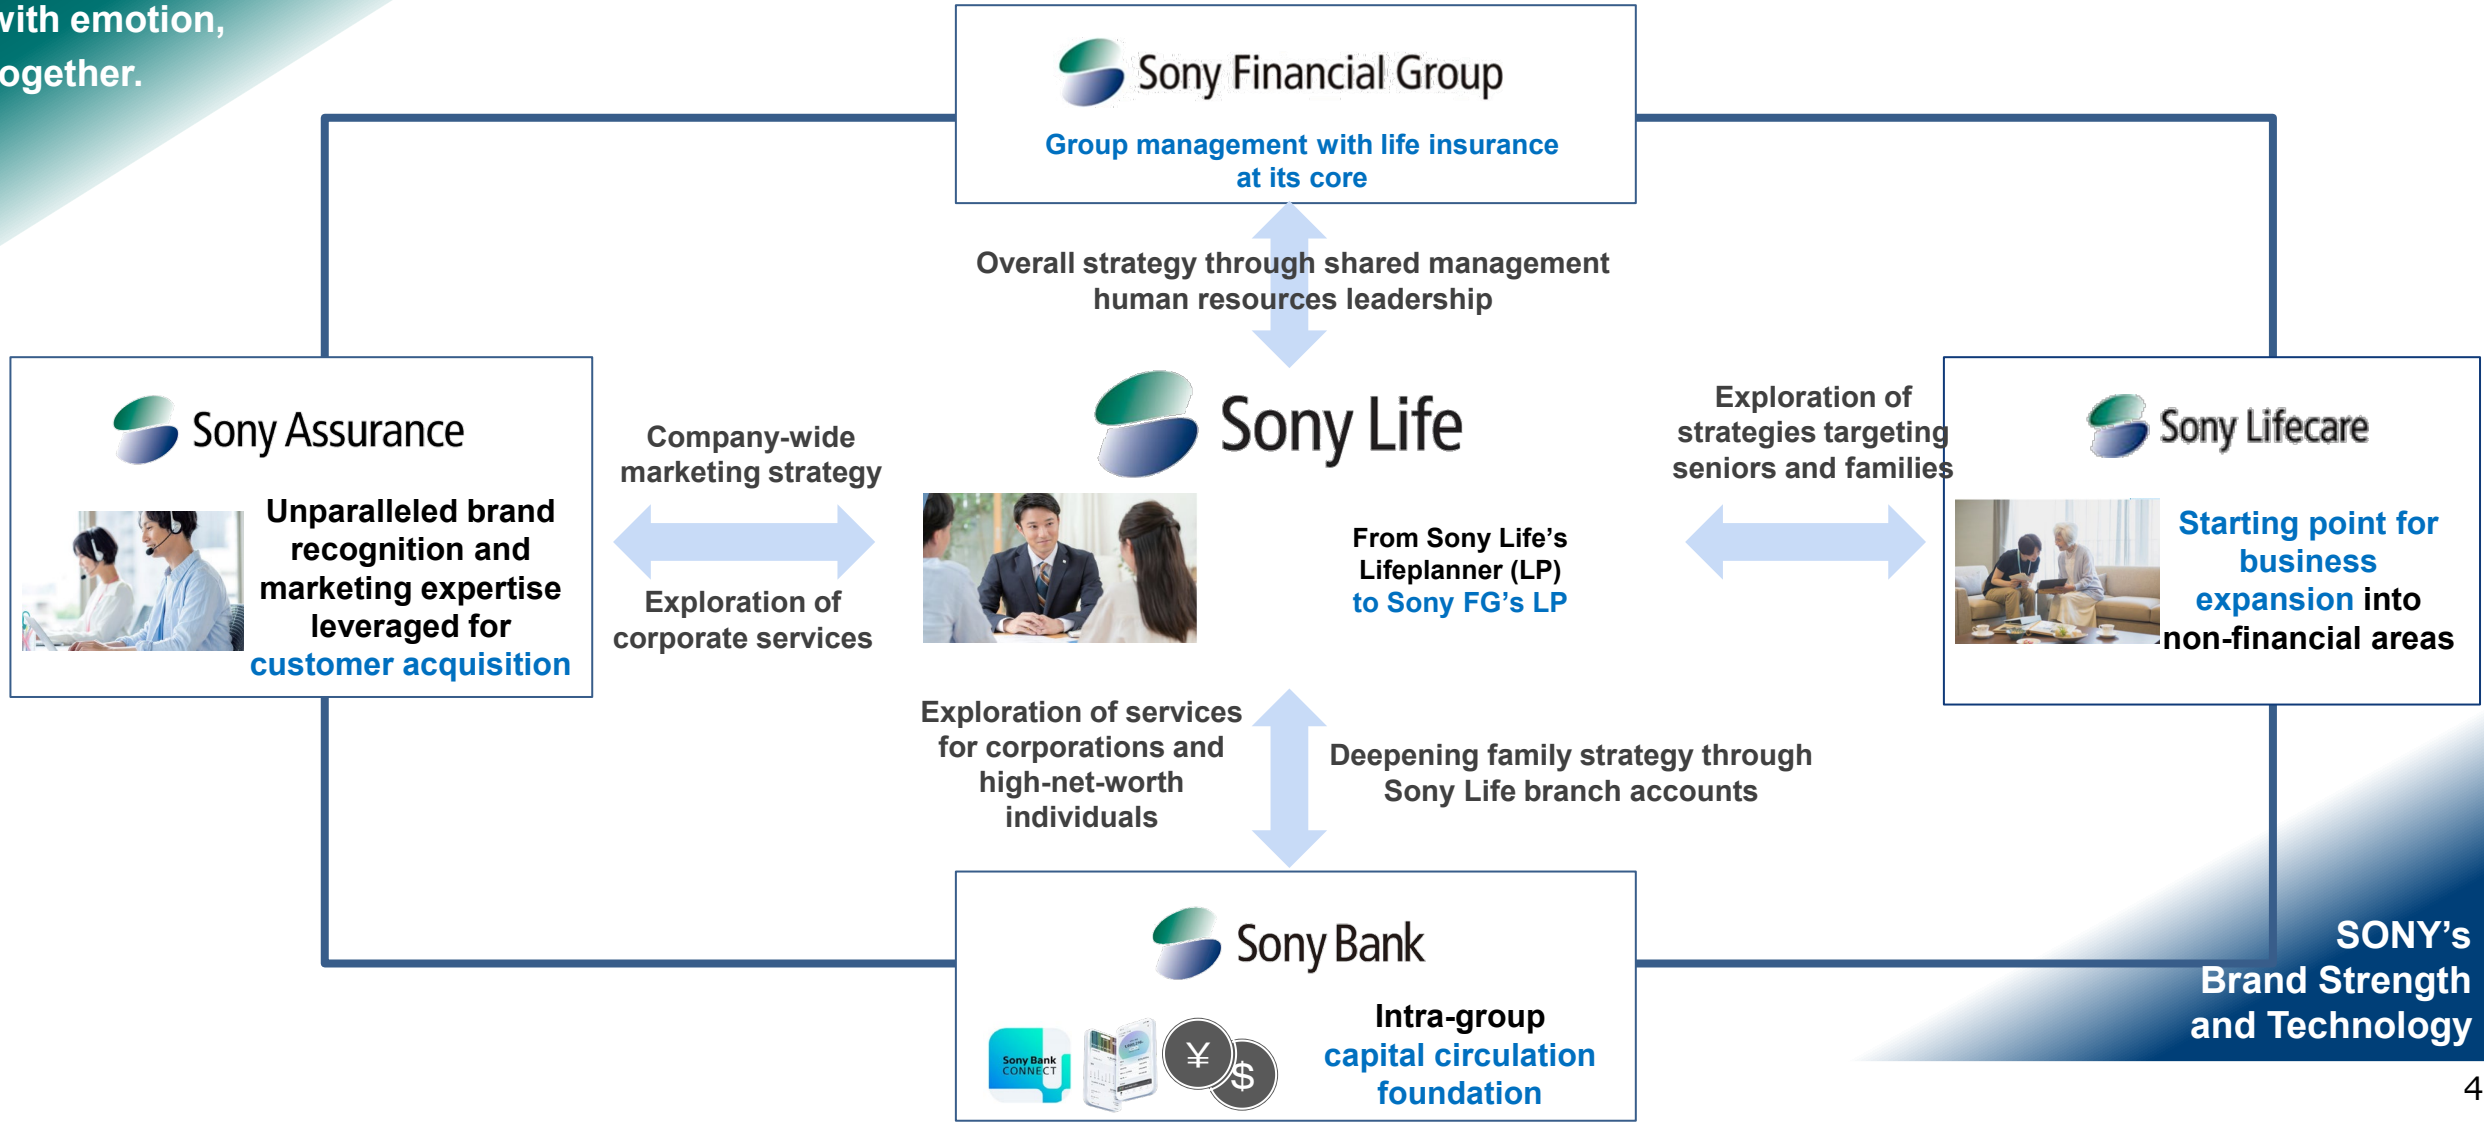 with emotion,
together.
Sony Financial Group
Group management with life insurance
at its core
Overall strategy through shared management
human resources leadership
Sony Assurance
Unparalleled brand
recognition and
marketing expertise
leveraged for
customer acquisition
Company-wide
marketing strategy
Exploration of
corporate services
Sony Life
From Sony Life’s
Lifeplanner (LP)
to Sony FG’s LP
Exploration of
strategies targeting
seniors and families
Sony Lifecare
Starting point for
business
expansion into
non-financial areas
Exploration of services
for corporations and
high-net-worth
individuals
Deepening family strategy through
Sony Life branch accounts
Sony Bank
Sony Bank
CONNECT
¥
$
Intra-group
capital circulation
foundation
SONY’s
Brand Strength
and Technology
4